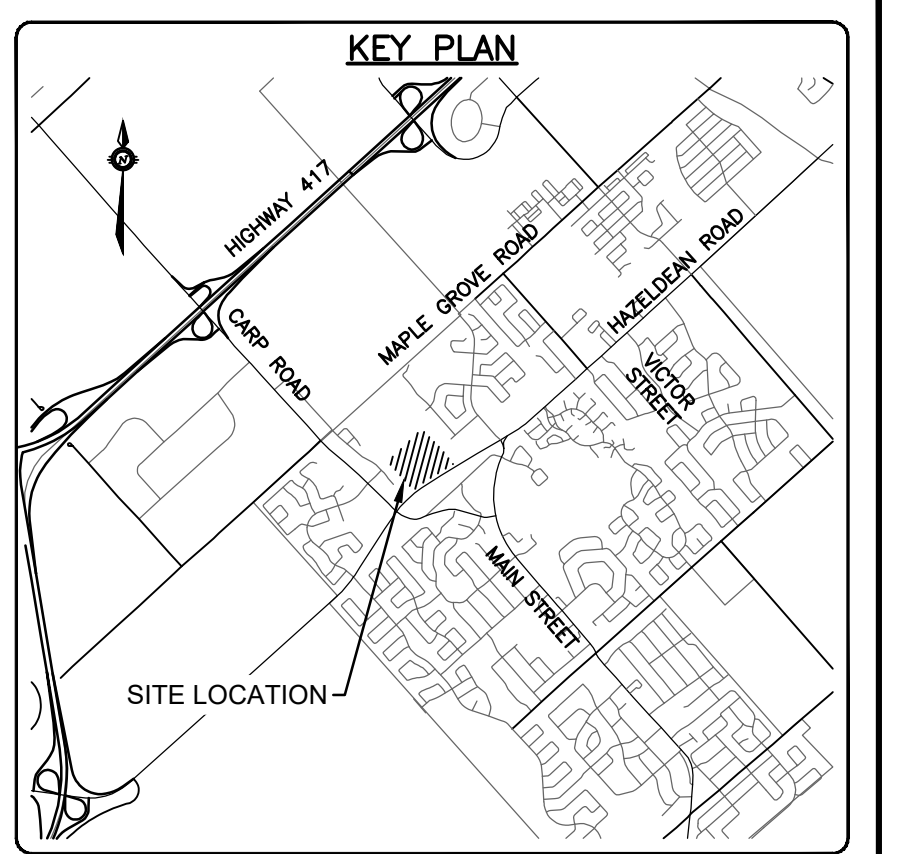 KEY PLAN
N
HIGHWAY 417
MAPLE GROVE ROAD
HAZELDEAN ROAD
CARP ROAD
VICTOR
STREET
MAIN STREET
SITE LOCATION